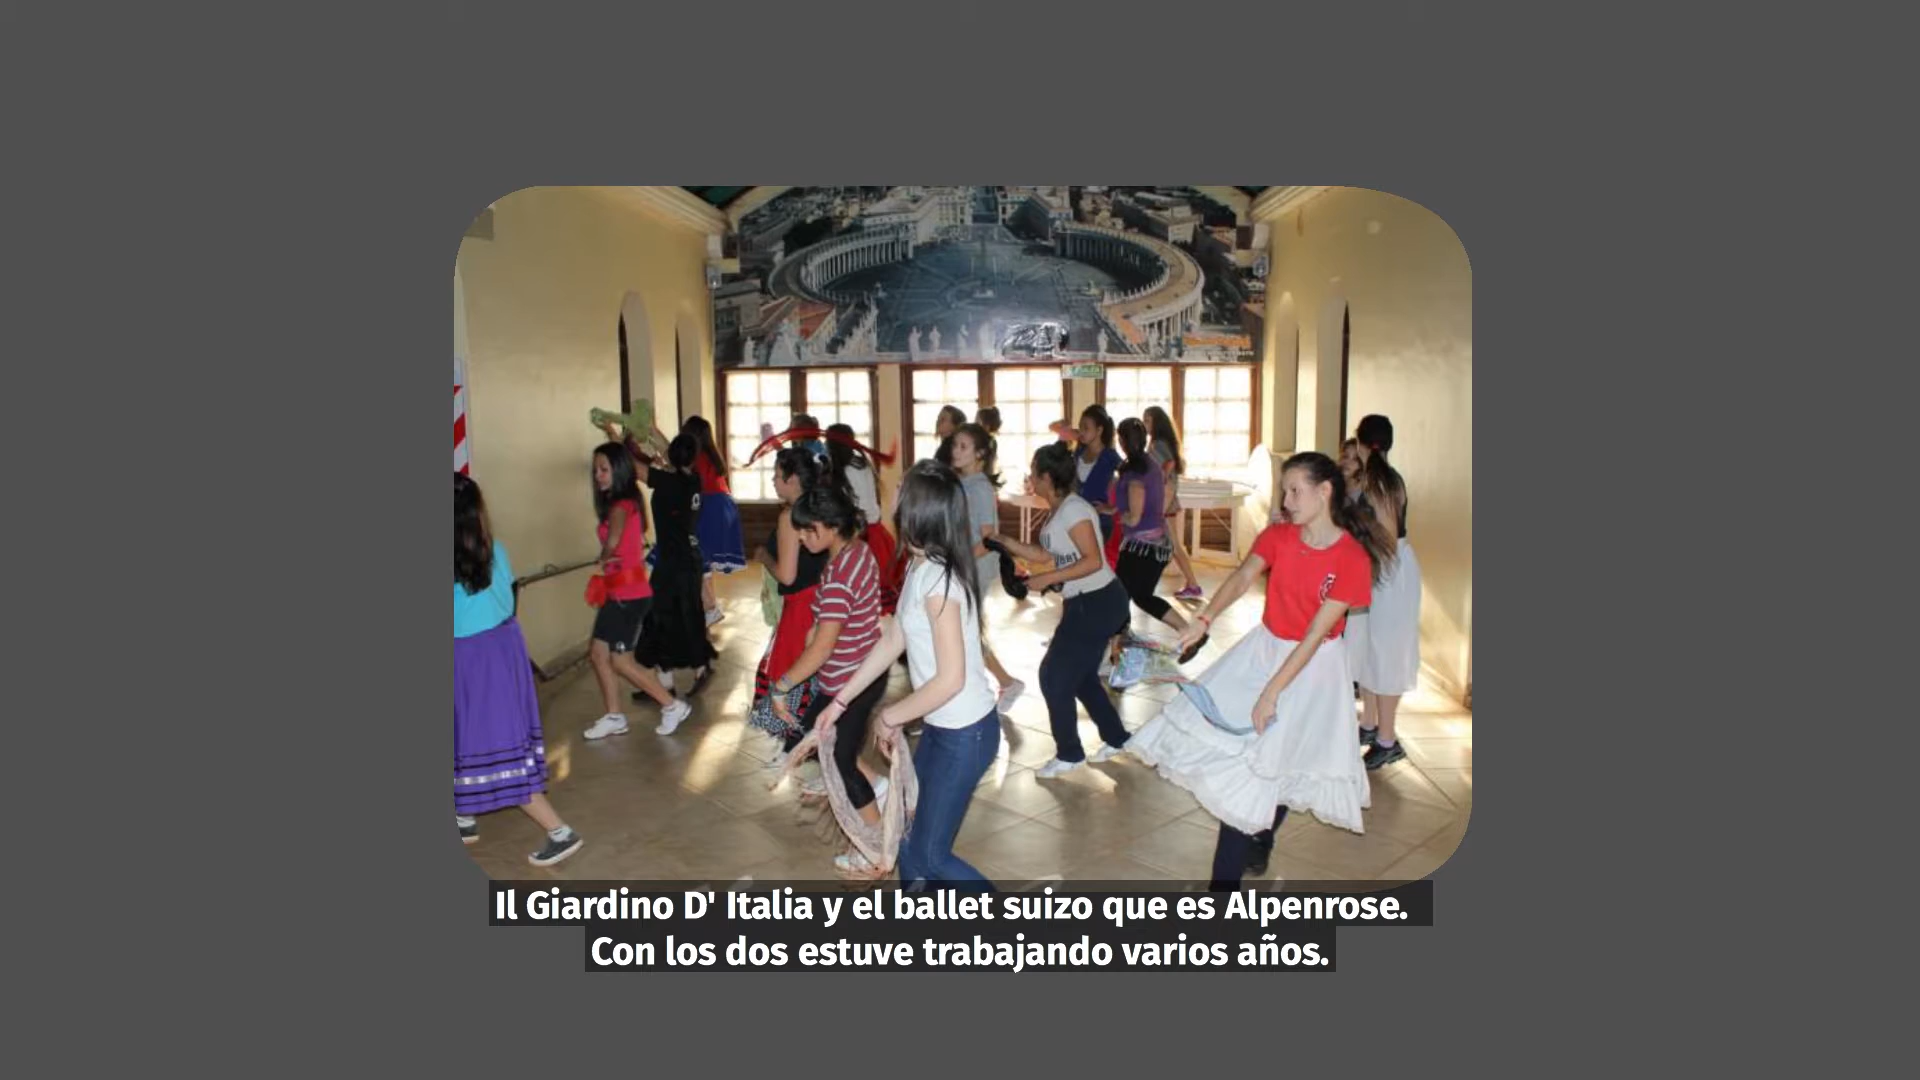 Il Giardino D' Italia y el ballet suizo que es Alpenrose.
Con los dos estuve trabajando varios años.